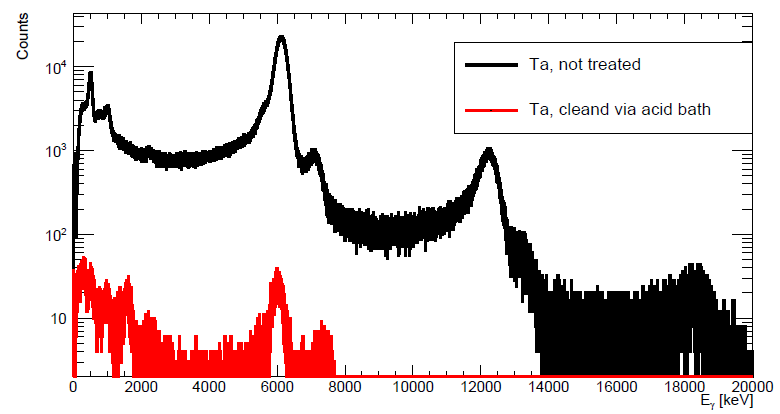 Counts
10⁴
10³
10²
10
Ta, not treated
Ta, cleand via acid bath
0 2000 4000 6000 8000 10000 12000 14000 16000 18000 20000
Eγ [keV]